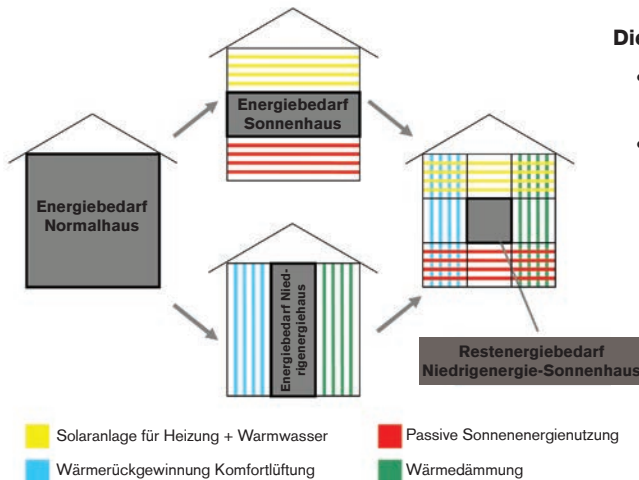 Die
Energiebedarf
Sonnenhaus
Energiebedarf
Normalhaus
Energiebedarf Nied-
rigenergiehaus
Restenergiebedarf
Niedrigenergie-Sonnenhaus
Solaranlage für Heizung + Warmwasser
Passive Sonnenenergienutzung
Wärmerückgewinnung Komfortlüftung
Wärmedämmung